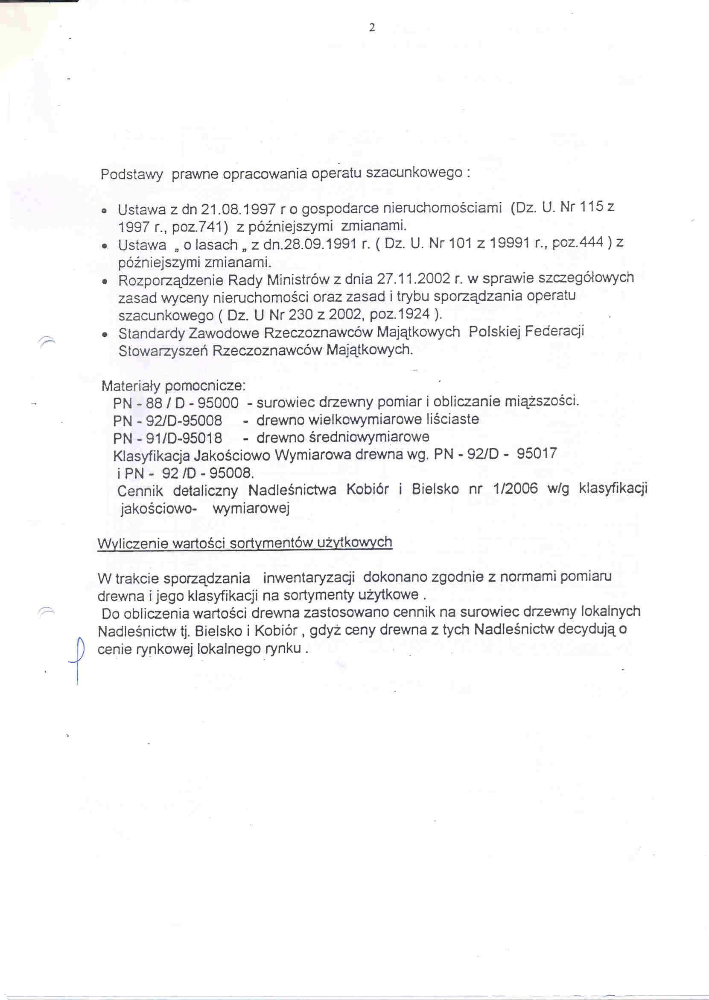 2
Podstawy prawne opracowania operatu szacunkowego :
• Ustawa z dn 21.08.1997 r o gospodarce nieruchomościami (Dz. U. Nr 115 z
1997 r., poz.741) z późniejszymi zmianami.
• Ustawa „ o lasach „ z dn.28.09.1991 r. ( Dz. U. Nr 101 z 19991 r., poz.444 ) z
późniejszymi zmianami.
• Rozporządzenie Rady Ministrów z dnia 27.11.2002 r. w sprawie szczegółowych
zasad wyceny nieruchomości oraz zasad i trybu sporządzania operatu
szacunkowego ( Dz. U Nr 230 z 2002, poz.1924 ).
• Standardy Zawodowe Rzeczoznawców Majątkowych Polskiej Federacji
Stowarzyszeń Rzeczoznawców Majątkowych.
Materiały pomocnicze:
PN - 88 / D - 95000 - surowiec drzewny pomiar i obliczanie miąższości.
PN - 92/D-95008 - drewno wielkowymiarowe liściaste
PN - 91/D-95018 - drewno średniowymiarowe
Klasyfikacja Jakościowo Wymiarowa drewna wg. PN - 92/D - 95017
i PN - 92 /D - 95008.
Cennik detaliczny Nadleśnictwa Kobiór i Bielsko nr 1/2006 w/g klasyfikacji
jakościowo- wymiarowej
Wyliczenie wartości sortymentów użytkowych
W trakcie sporządzania inwentaryzacji dokonano zgodnie z normami pomiaru
drewna i jego klasyfikacji na sortymenty użytkowe .
Do obliczenia wartości drewna zastosowano cennik na surowiec drzewny lokalnych
Nadleśnictw tj. Bielsko i Kobiór , gdyż ceny drewna z tych Nadleśnictw decydują o
cenie rynkowej lokalnego rynku .